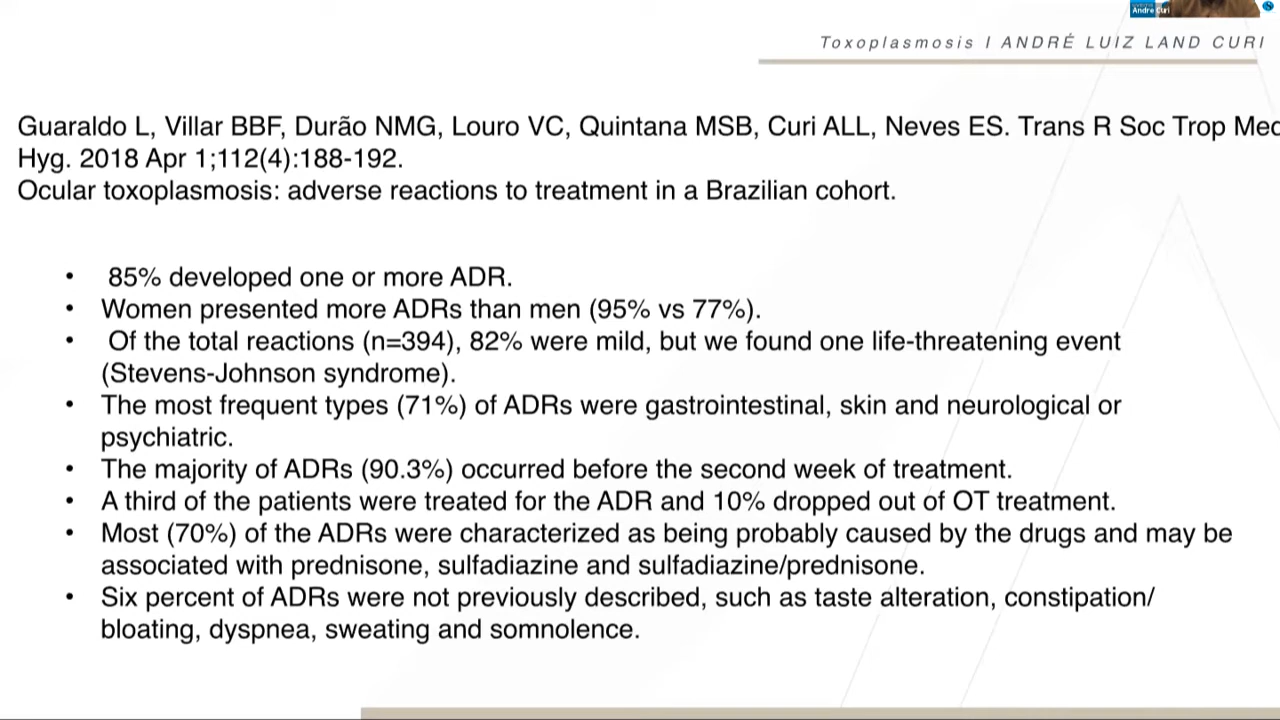 Andre Curi
Toxoplasmosis I ANDRÉ LUIZ LAND CURI
Guaraldo L, Villar BBF, Durão NMG, Louro VC, Quintana MSB, Curi ALL, Neves ES. Trans R Soc Trop Med
Hyg. 2018 Apr 1;112(4):188-192.
Ocular toxoplasmosis: adverse reactions to treatment in a Brazilian cohort.
• 85% developed one or more ADR.
• Women presented more ADRs than men (95% vs 77%).
• Of the total reactions (n=394), 82% were mild, but we found one life-threatening event
(Stevens-Johnson syndrome).
• The most frequent types (71%) of ADRs were gastrointestinal, skin and neurological or
psychiatric.
• The majority of ADRs (90.3%) occurred before the second week of treatment.
• A third of the patients were treated for the ADR and 10% dropped out of OT treatment.
• Most (70%) of the ADRs were characterized as being probably caused by the drugs and may be
associated with prednisone, sulfadiazine and sulfadiazine/prednisone.
• Six percent of ADRs were not previously described, such as taste alteration, constipation/
bloating, dyspnea, sweating and somnolence.